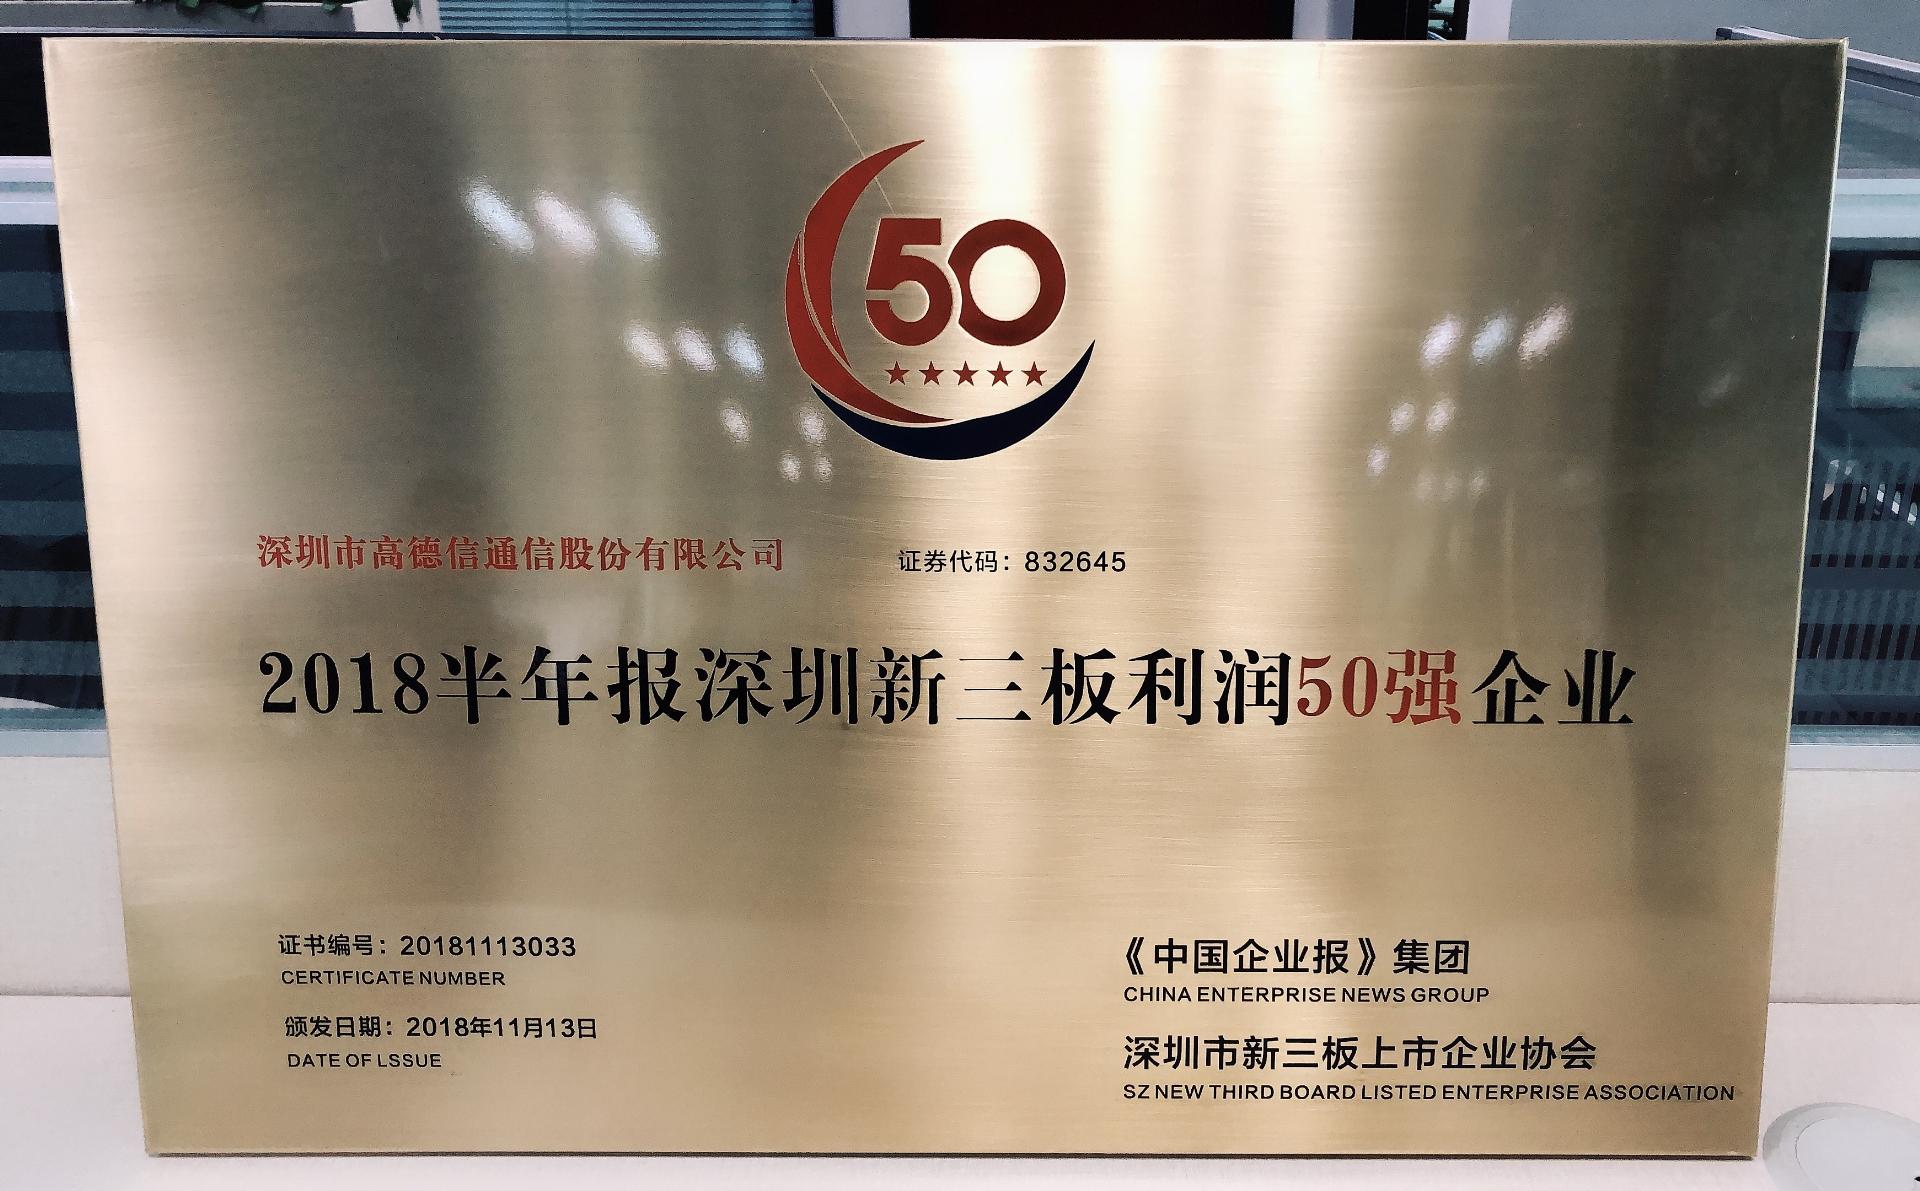 50
深圳市高德信通信股份有限公司 证券代码：832645
2018半年报深圳新三板利润50强企业
证书编号：20181113033
CERTIFICATE NUMBER
颁发日期：2018年11月13日
DATE OF LSSUE
《中国企业报》集团
CHINA ENTERPRISE NEWS GROUP
深圳市新三板上市企业协会
SZ NEW THIRD BOARD LISTED ENTERPRISE ASSOCIATION